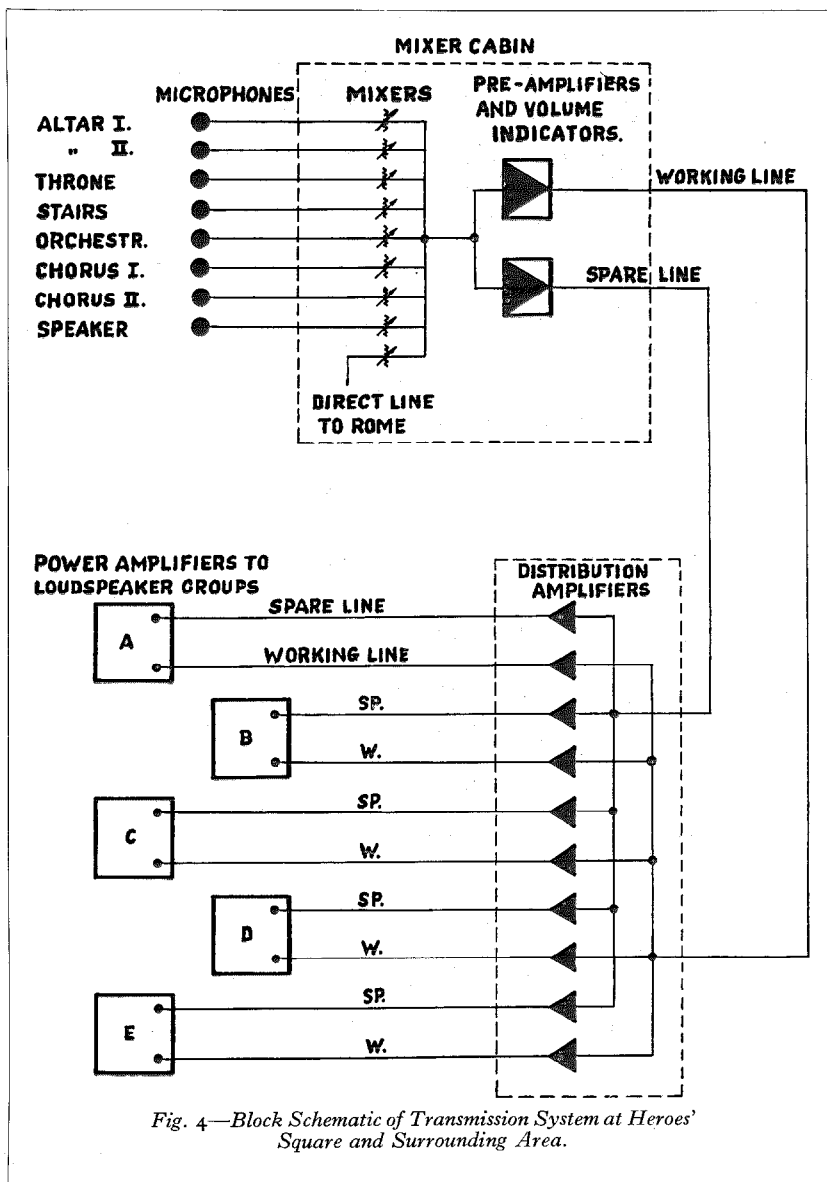 MIXER CABIN
MICROPHONES
MIXERS
PRE-AMPLIFIERS
AND VOLUME
INDICATORS.
ALTAR I.
„ II.
THRONE
STAIRS
ORCHESTR.
CHORUS I.
CHORUS II.
SPEAKER
WORKING LINE
SPARE LINE
DIRECT LINE
TO ROME
POWER AMPLIFIERS TO
LOUDSPEAKER GROUPS
DISTRIBUTION
AMPLIFIERS
A
SPARE LINE
WORKING LINE
B
SP.
W.
C
SP.
W.
D
SP.
W.
E
SP.
W.
Fig. 4—Block Schematic of Transmission System at Heroes'
Square and Surrounding Area.